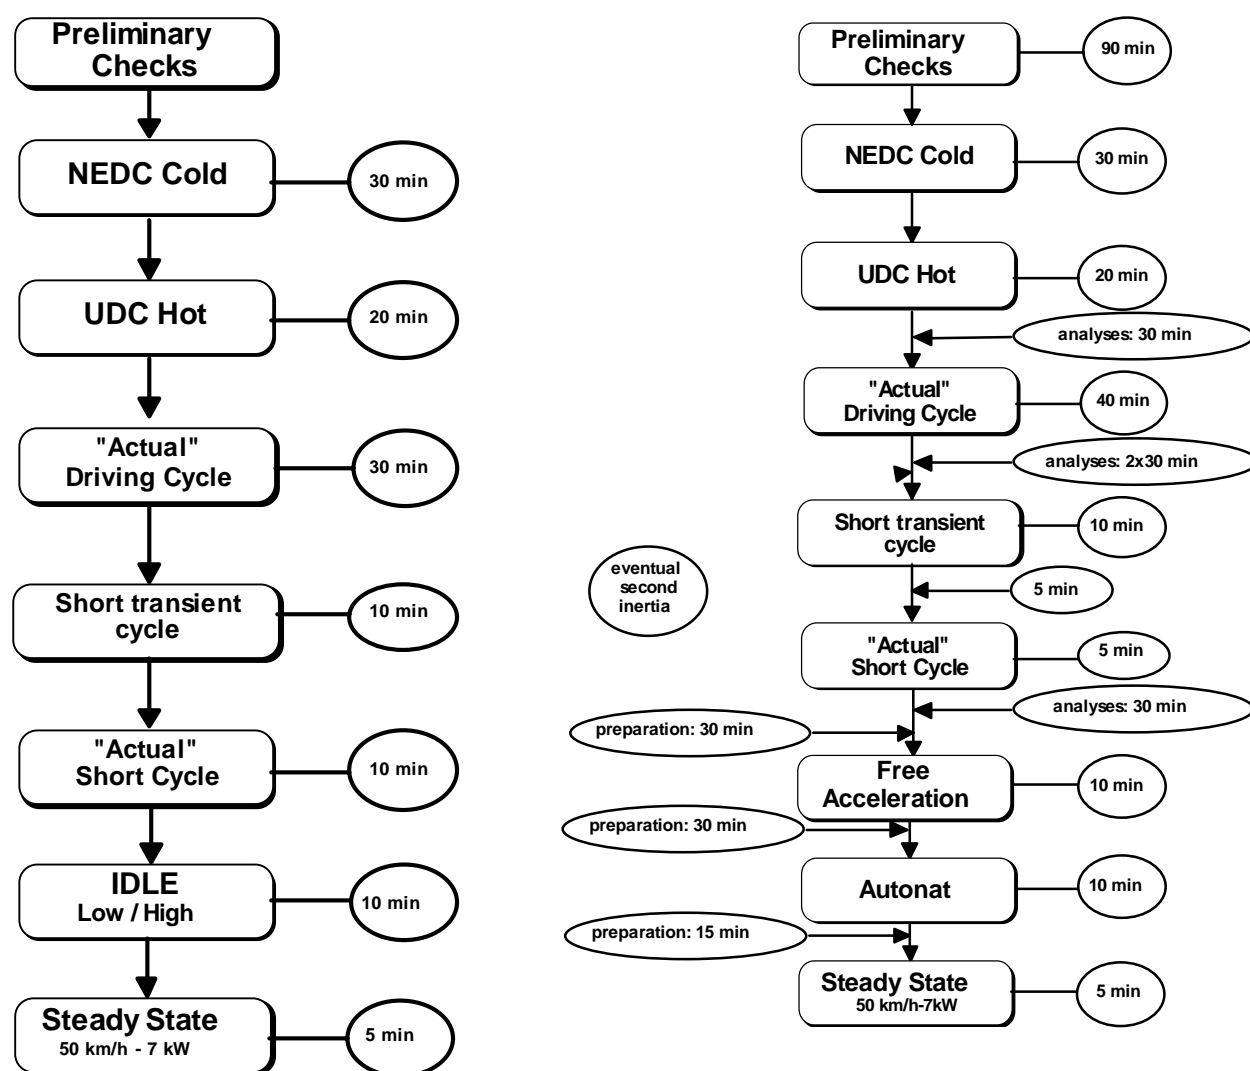 Preliminary
Checks
NEDC Cold
30 min
UDC Hot
20 min
"Actual"
Driving Cycle
30 min
Short transient
cycle
10 min
"Actual"
Short Cycle
10 min
IDLE
Low / High
10 min
Steady State
50 km/h - 7 kW
5 min
Preliminary
Checks
90 min
NEDC Cold
30 min
UDC Hot
20 min
analyses: 30 min
"Actual"
Driving Cycle
40 min
analyses: 2x30 min
Short transient
cycle
10 min
eventual
second
inertia
5 min
"Actual"
Short Cycle
5 min
analyses: 30 min
preparation: 30 min
Free
Acceleration
10 min
preparation: 30 min
Autonat
10 min
preparation: 15 min
Steady State
50 km/h-7kW
5 min